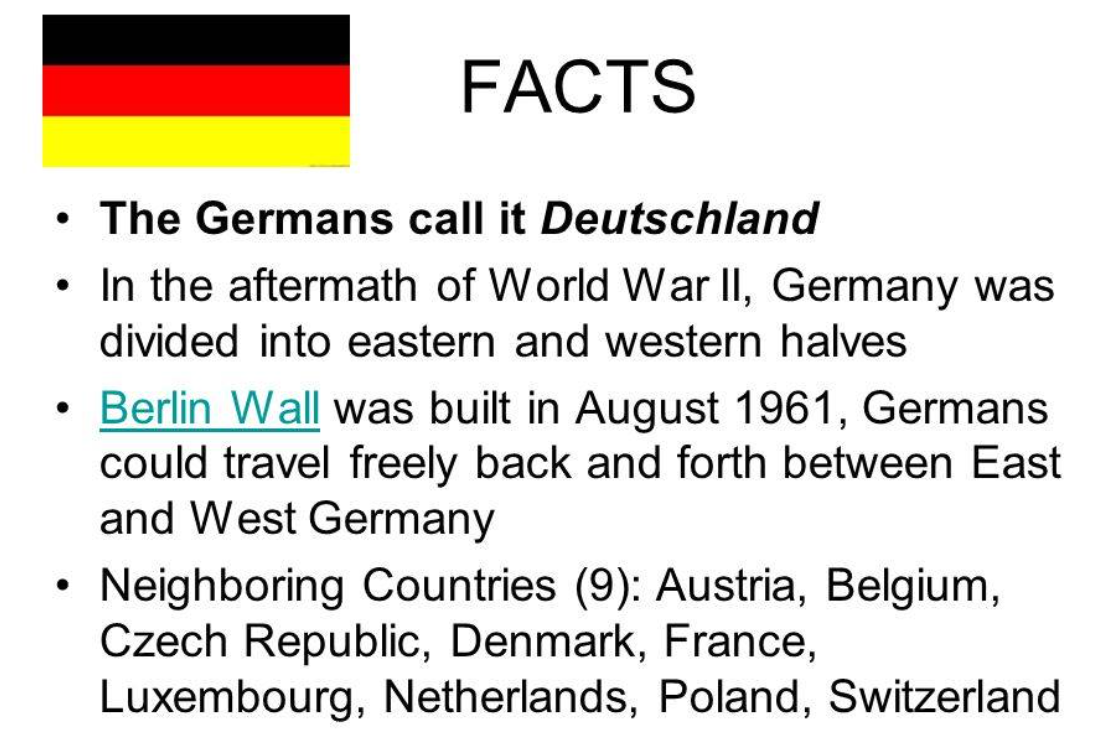 FACTS
• The Germans call it Deutschland
• In the aftermath of World War II, Germany was
divided into eastern and western halves
• Berlin Wall was built in August 1961, Germans
could travel freely back and forth between East
and West Germany
• Neighboring Countries (9): Austria, Belgium,
Czech Republic, Denmark, France,
Luxembourg, Netherlands, Poland, Switzerland